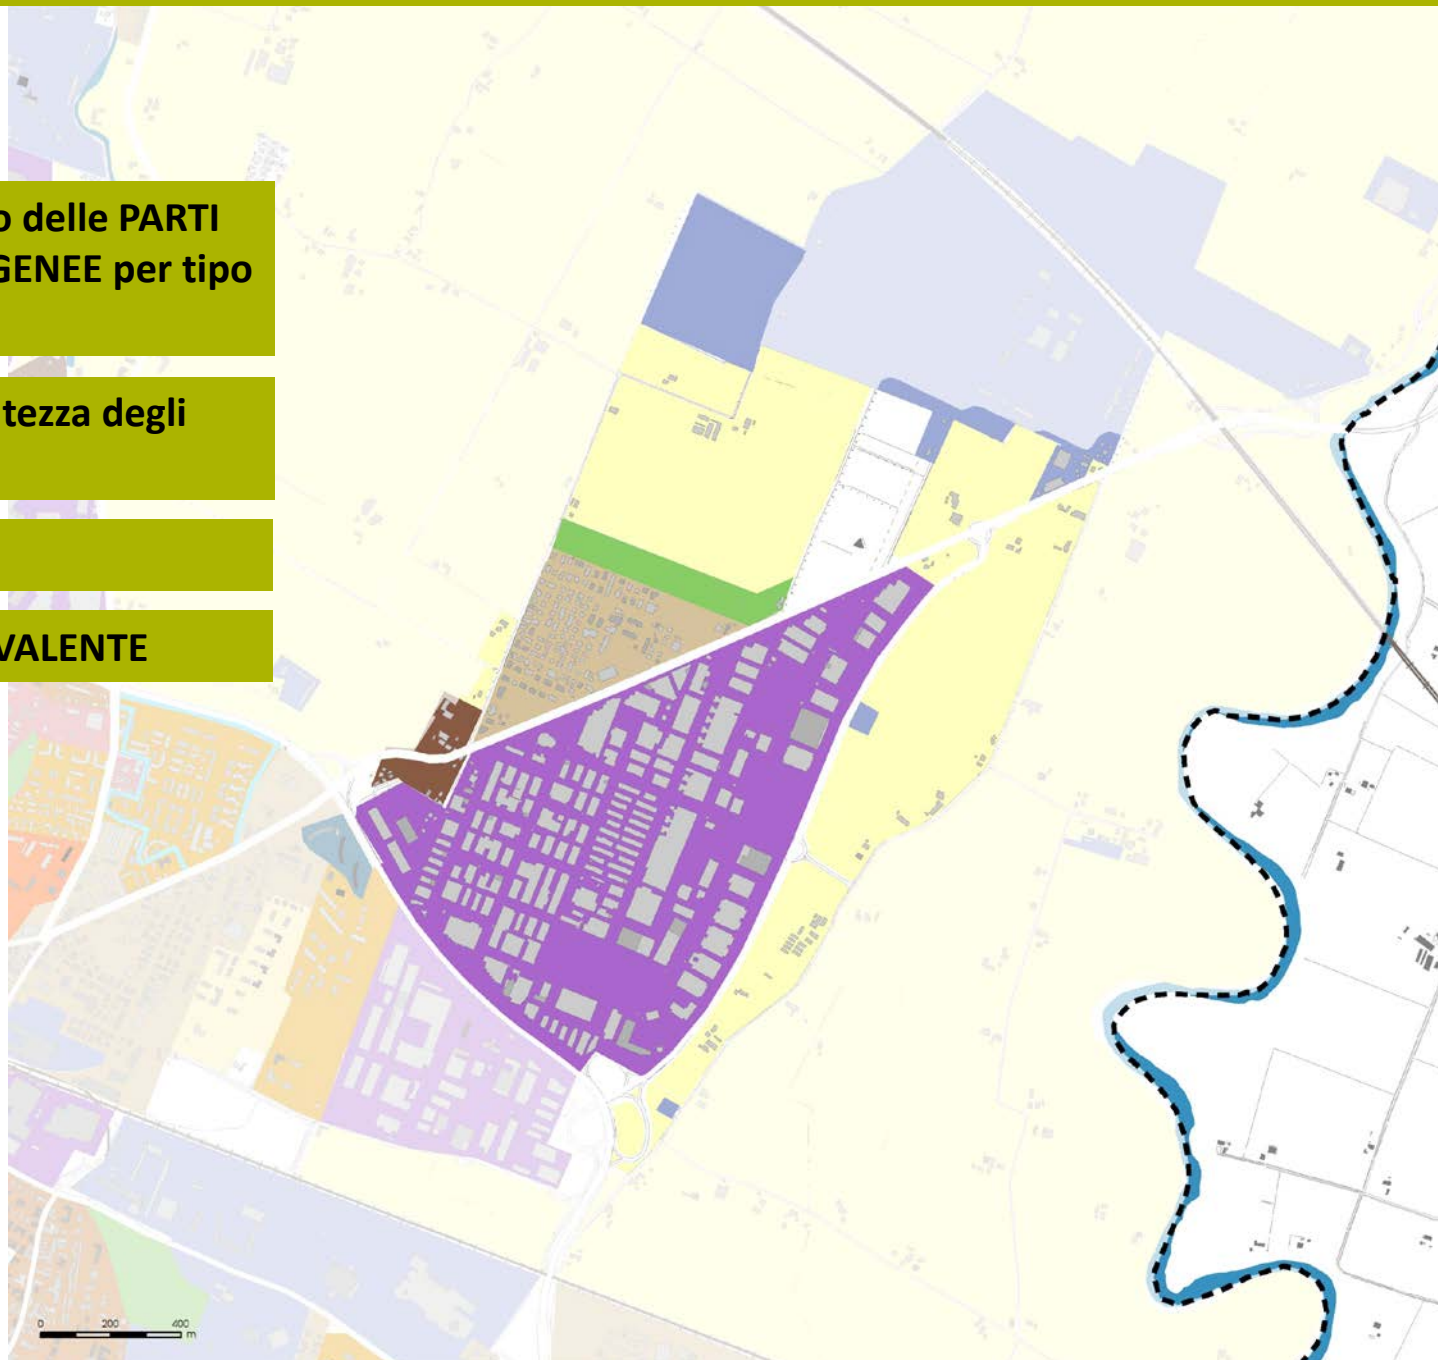 o delle PARTI
GENEE per tipo
tezza degli
VALENTE
0 200 400
m